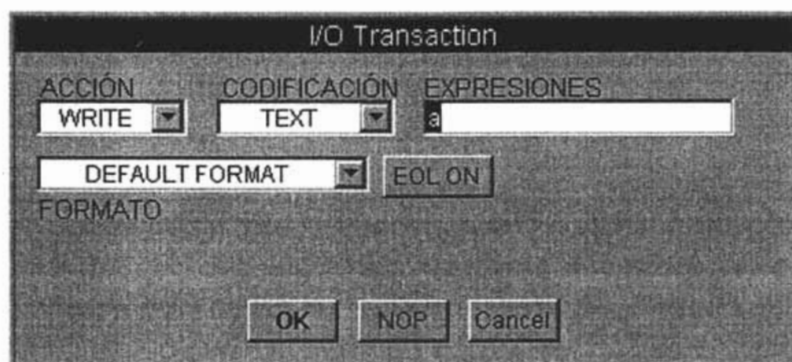 I/O Transaction
ACCIÓN CODIFICACIÓN EXPRESIONES
WRITE TEXT a
DEFAULT FORMAT EOL ON
FORMATO
OK NOP Cancel